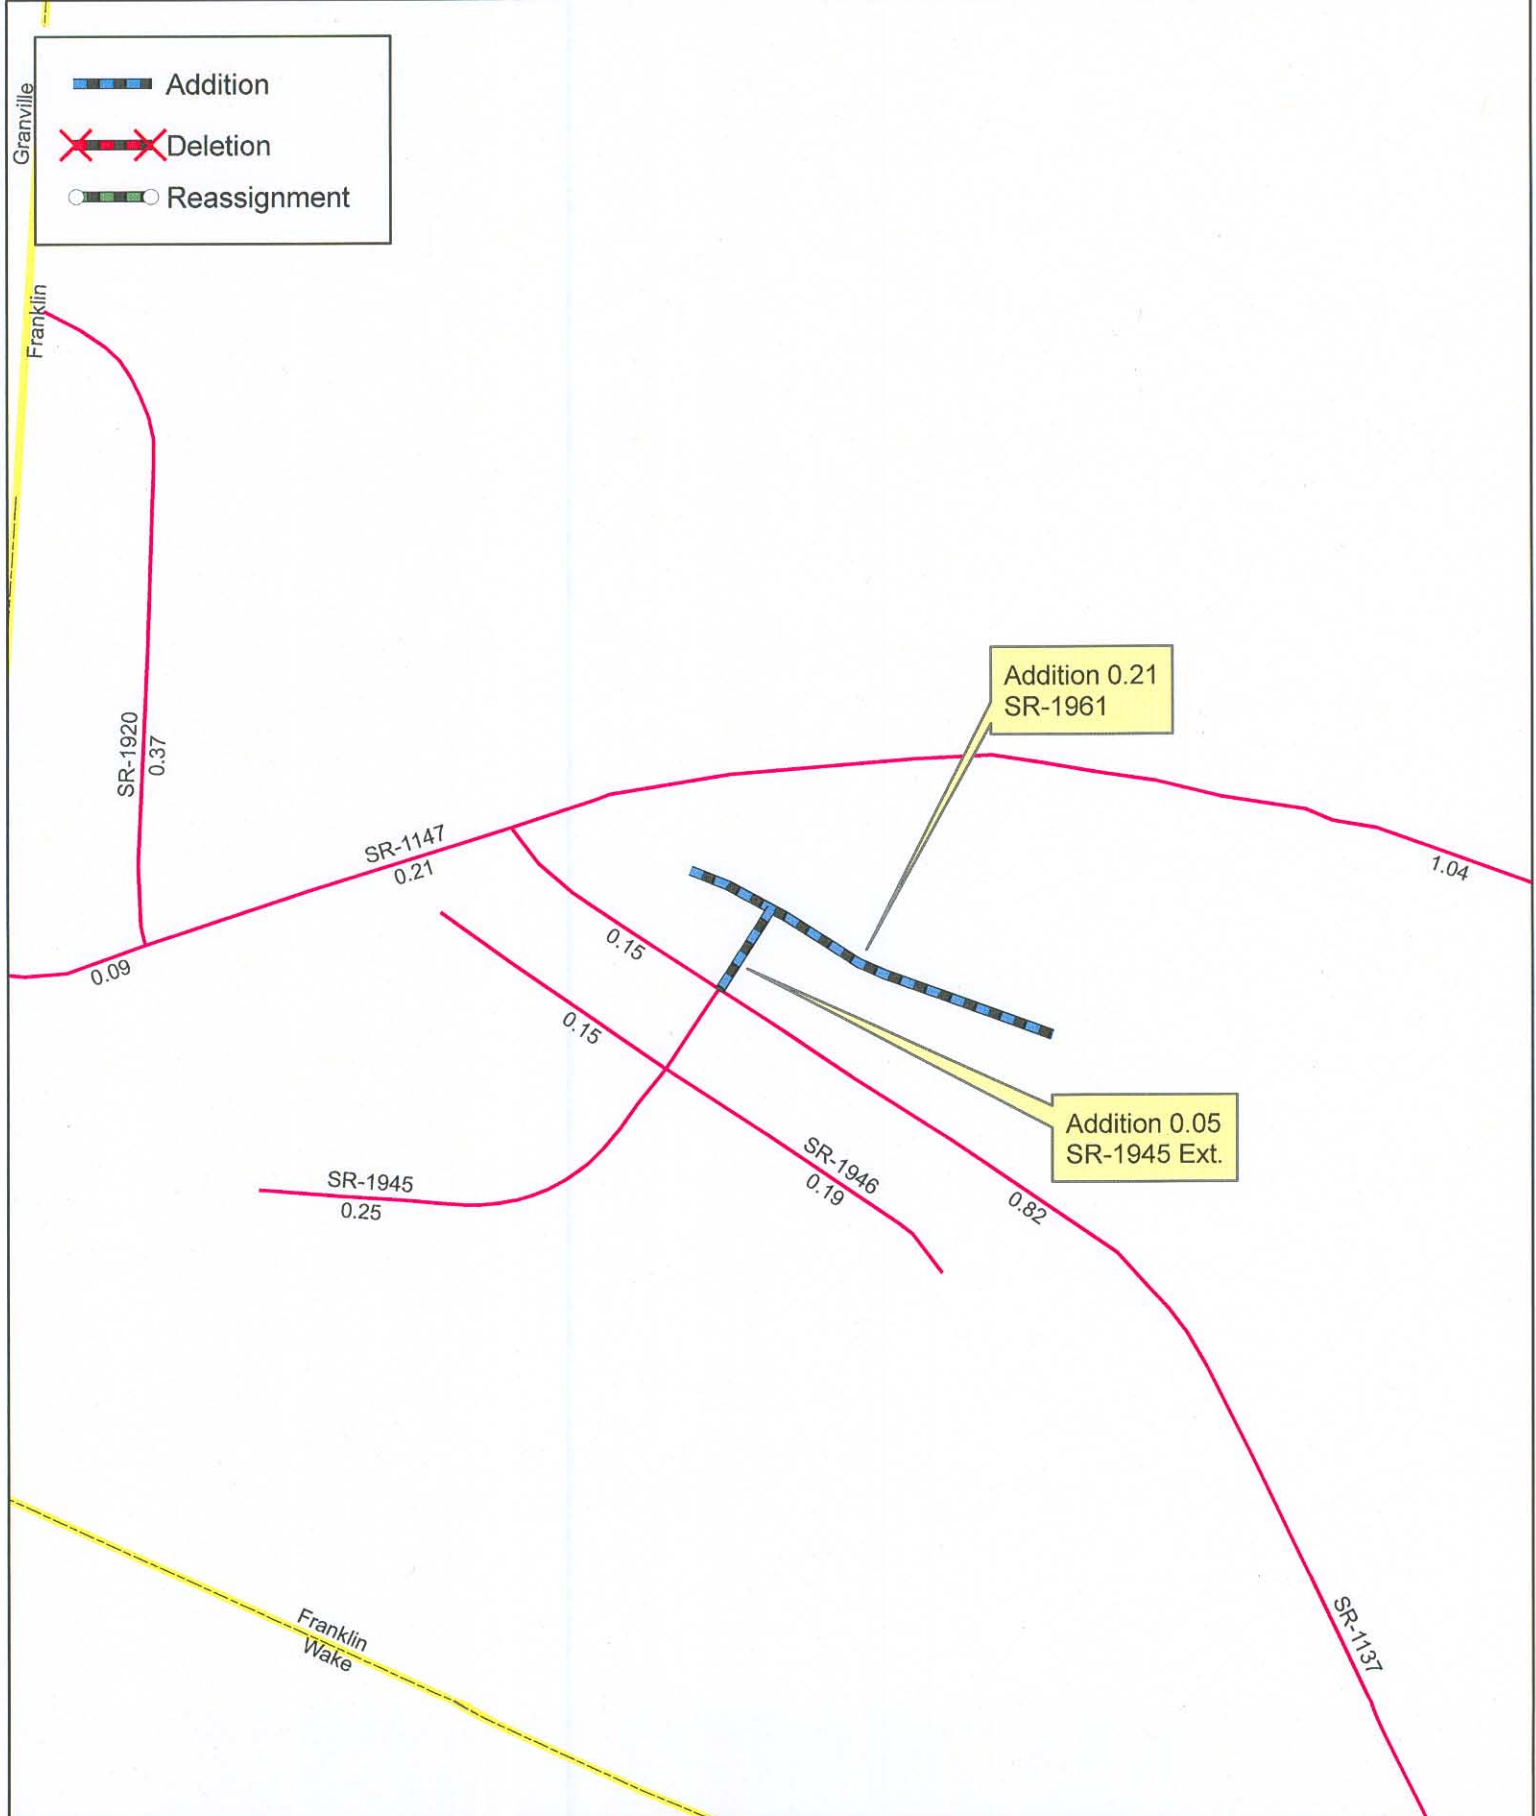 Addition
Deletion
Reassignment
Granville
Franklin
SR-1920
0.37
SR-1147
0.21
0.09
1.04
Addition 0.21
SR-1961
0.15
0.15
Addition 0.05
SR-1945 Ext.
SR-1946
0.19
SR-1945
0.25
0.82
SR-1137
Franklin
Wake